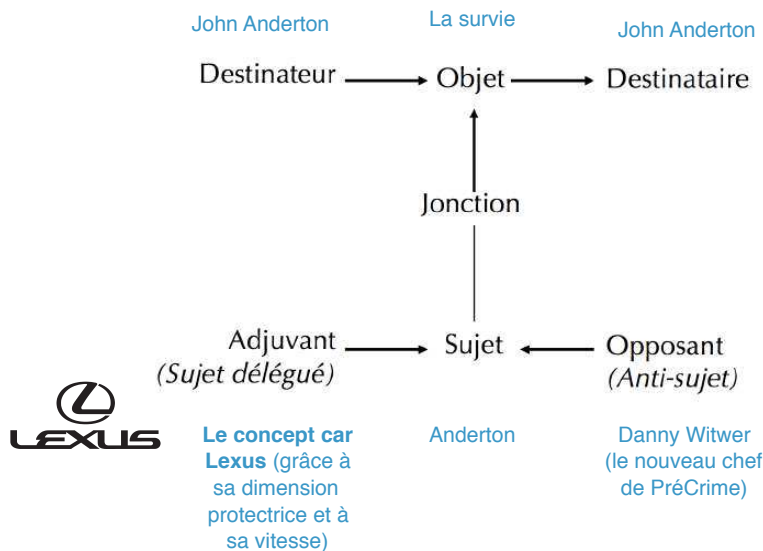 John Anderton
La survie
John Anderton
Destinateur
Objet
Destinataire
Jonction
Adjuvant
(Sujet délégué)
Sujet
Opposant
(Anti-sujet)
LEXUS
Le concept car
Lexus (grâce à
sa dimension
protectrice et à
sa vitesse)
Anderton
Danny Witwer
(le nouveau chef
de PréCrime)